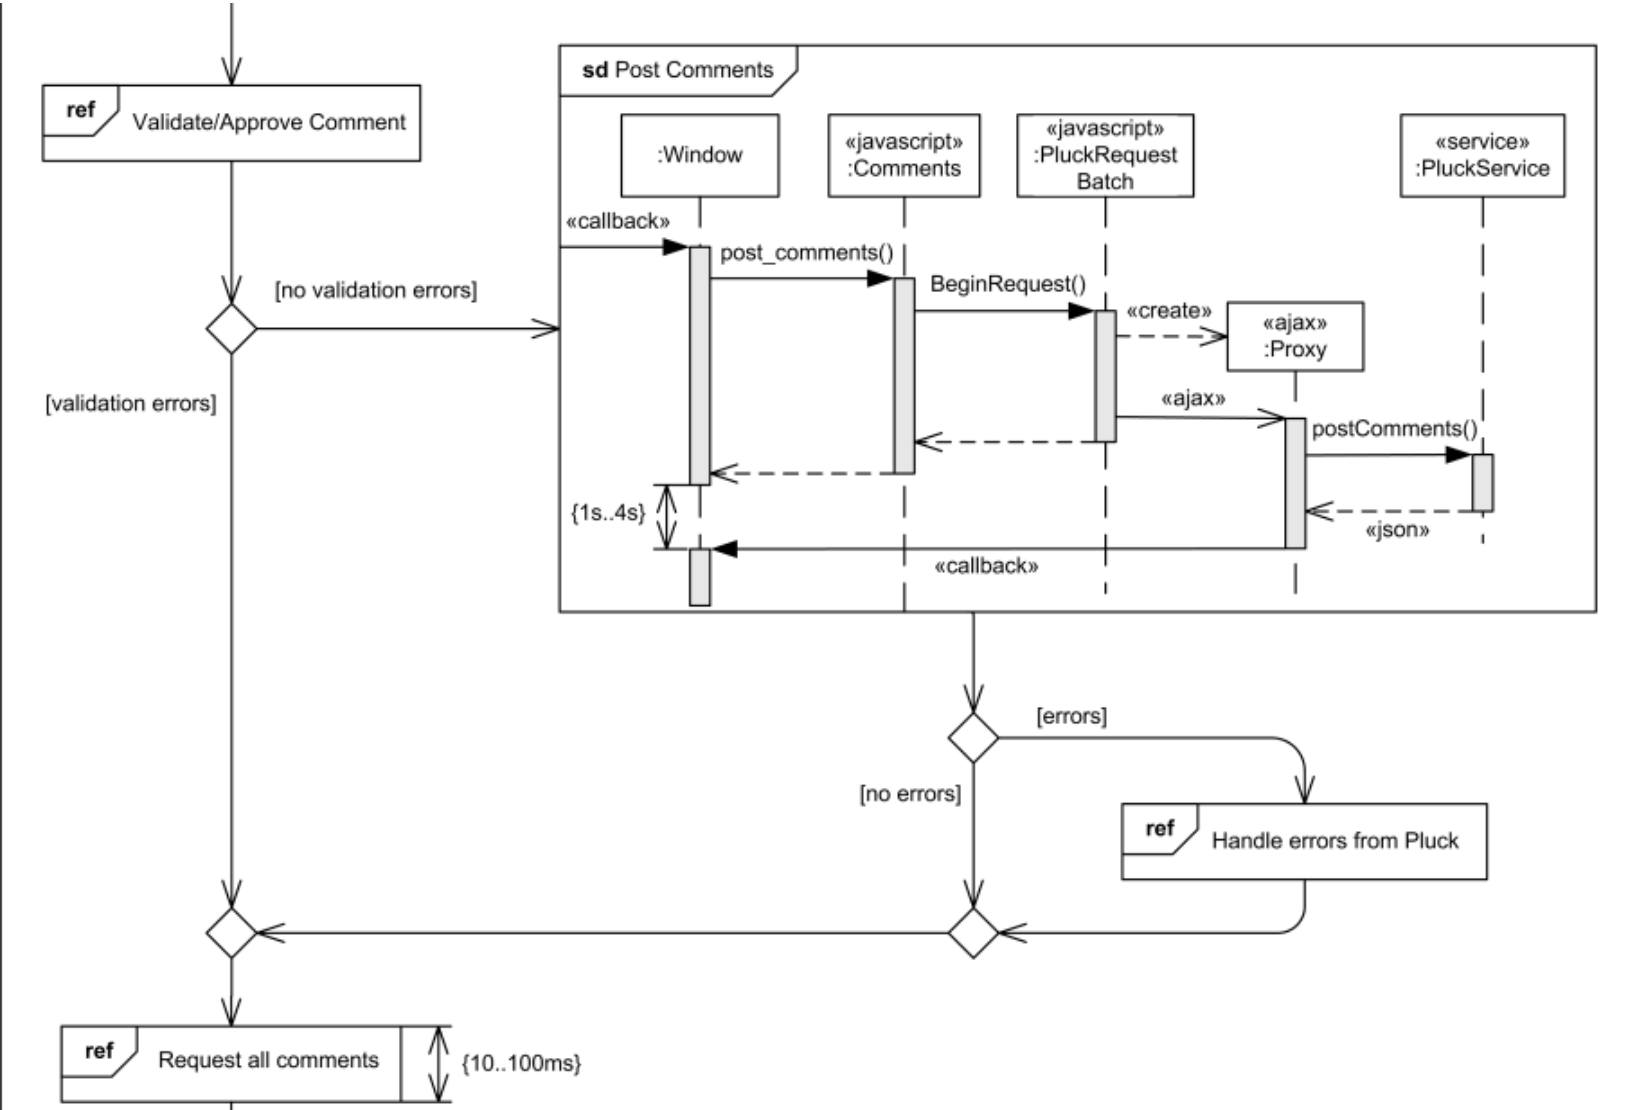 sd Post Comments
ref
Validate/Approve Comment
:Window
«javascript»
:Comments
«javascript»
:PluckRequest
Batch
«service»
:PluckService
«callback»
post_comments()
BeginRequest()
«create»
«ajax»
:Proxy
[no validation errors]
[validation errors]
«ajax»
postComments()
{1s..4s}
«json»
«callback»
[errors]
[no errors]
ref
Handle errors from Pluck
ref
Request all comments
{10..100ms}